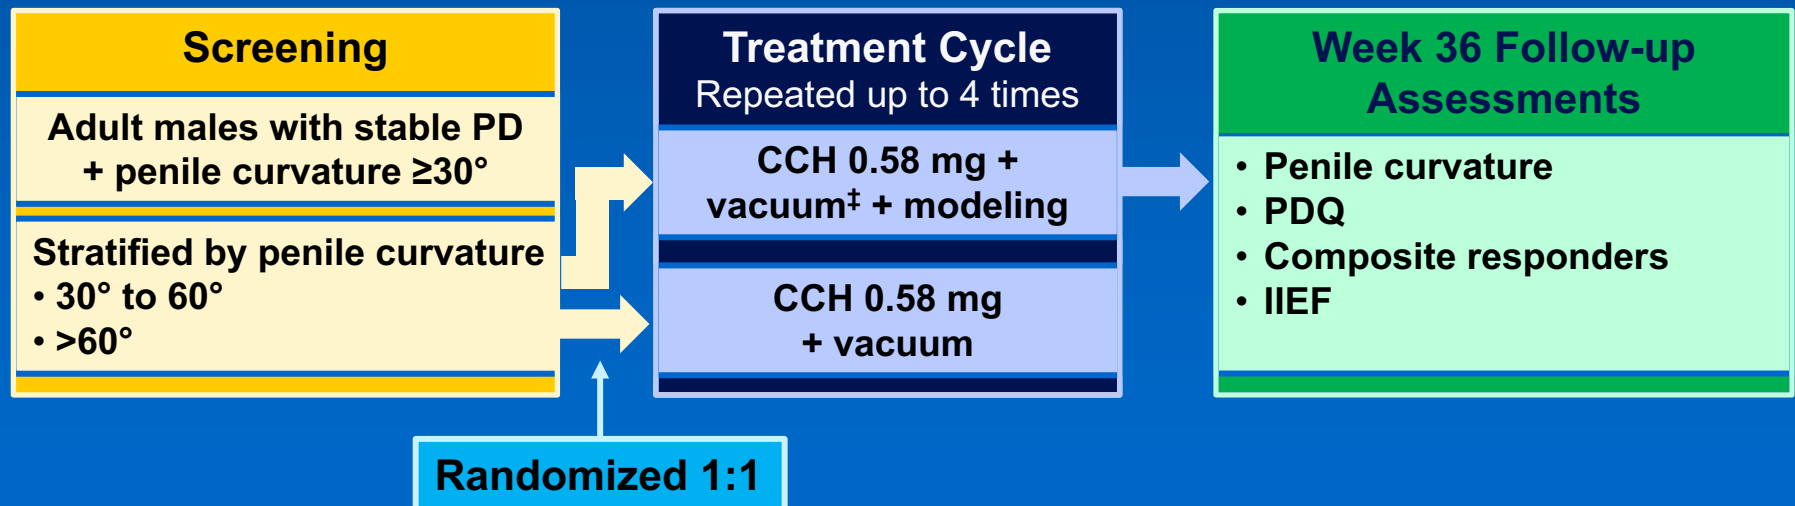 Screening
Adult males with stable PD
+ penile curvature ≥30°
Stratified by penile curvature
• 30° to 60°
• >60°
Randomized 1:1
Treatment Cycle
Repeated up to 4 times
CCH 0.58 mg +
vacuum‡ + modeling
CCH 0.58 mg
+ vacuum
Week 36 Follow-up
Assessments
• Penile curvature
• PDQ
• Composite responders
• IIEF